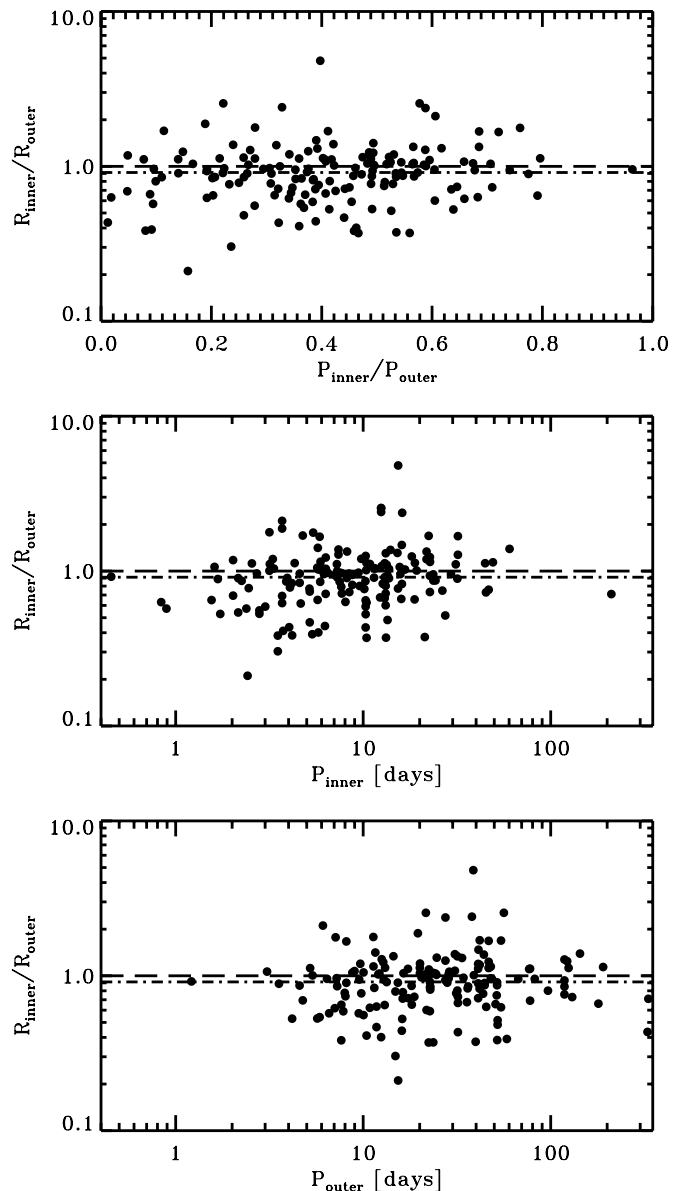 10.0
1.0
0.1
R_inner/R_outer
0.0 0.2 0.4 0.6 0.8 1.0
P_inner/P_outer
10.0
1.0
0.1
R_inner/R_outer
1 10 100
P_inner [days]
10.0
1.0
0.1
R_inner/R_outer
1 10 100
P_outer [days]